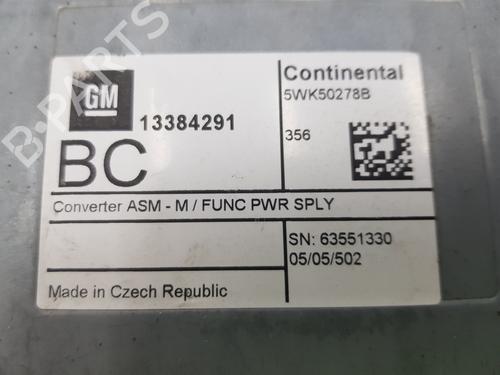 GM
13384291
BC
Continental
5WK50278B
356
Converter ASM - M / FUNC PWR SPLY
SN: 63551330
05/05/502
Made in Czech Republic
B-PARTS